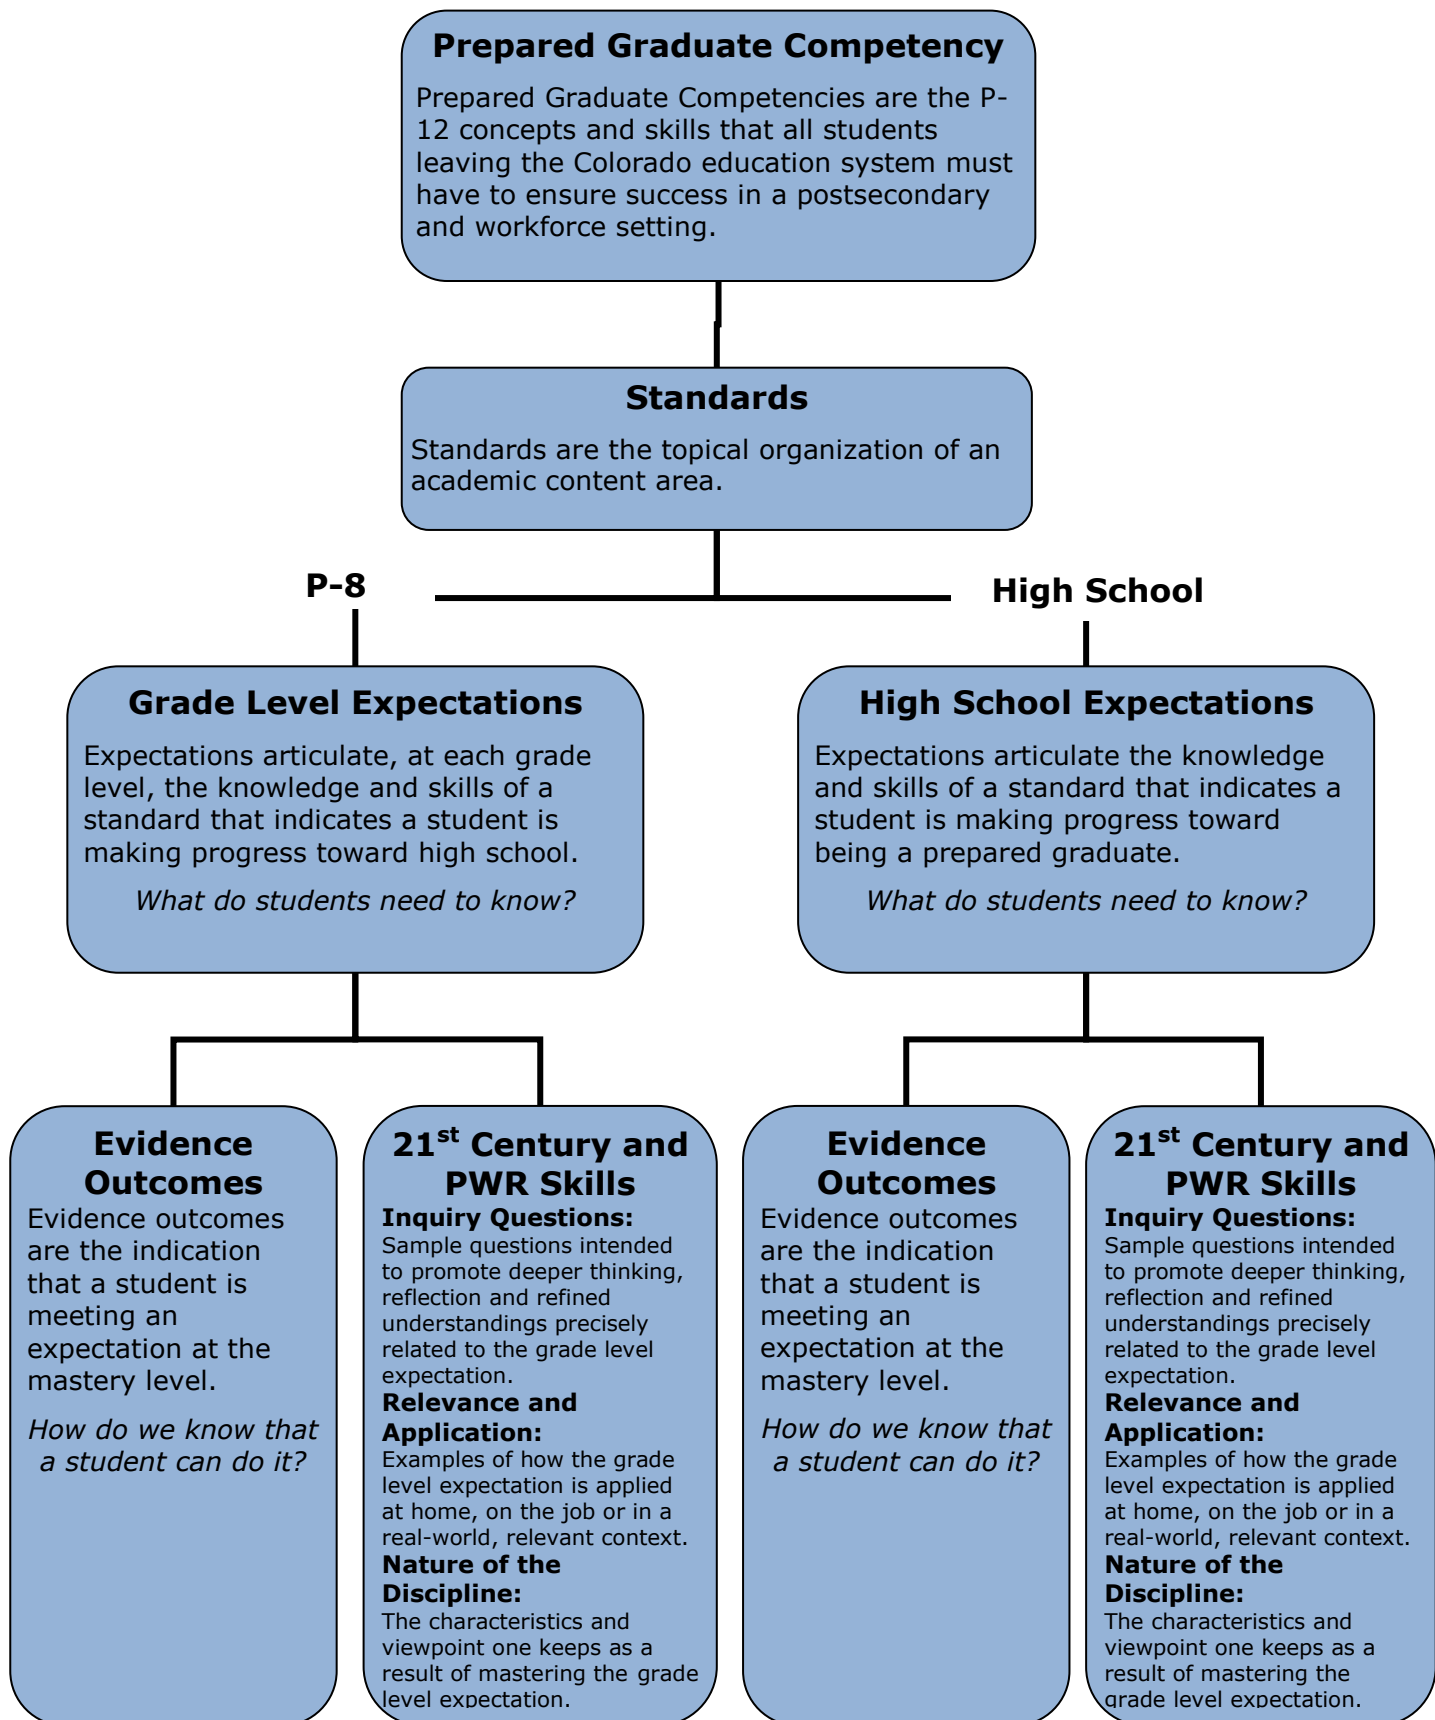 Prepared Graduate Competency
Prepared Graduate Competencies are the P-
12 concepts and skills that all students
leaving the Colorado education system must
have to ensure success in a postsecondary
and workforce setting.
Standards
Standards are the topical organization of an
academic content area.
P-8
High School
Grade Level Expectations
Expectations articulate, at each grade
level, the knowledge and skills of a
standard that indicates a student is
making progress toward high school.
What do students need to know?
High School Expectations
Expectations articulate the knowledge
and skills of a standard that indicates a
student is making progress toward
being a prepared graduate.
What do students need to know?
Evidence
Outcomes
Evidence outcomes
are the indication
that a student is
meeting an
expectation at the
mastery level.
How do we know that
a student can do it?
21st Century and
PWR Skills
Inquiry Questions:
Sample questions intended
to promote deeper thinking,
reflection and refined
understandings precisely
related to the grade level
expectation.
Relevance and
Application:
Examples of how the grade
level expectation is applied
at home, on the job or in a
real-world, relevant context.
Nature of the
Discipline:
The characteristics and
viewpoint one keeps as a
result of mastering the grade
level expectation.
Evidence
Outcomes
Evidence outcomes
are the indication
that a student is
meeting an
expectation at the
mastery level.
How do we know that
a student can do it?
21st Century and
PWR Skills
Inquiry Questions:
Sample questions intended
to promote deeper thinking,
reflection and refined
understandings precisely
related to the grade level
expectation.
Relevance and
Application:
Examples of how the grade
level expectation is applied
at home, on the job or in a
real-world, relevant context.
Nature of the
Discipline:
The characteristics and
viewpoint one keeps as a
result of mastering the
grade level expectation.